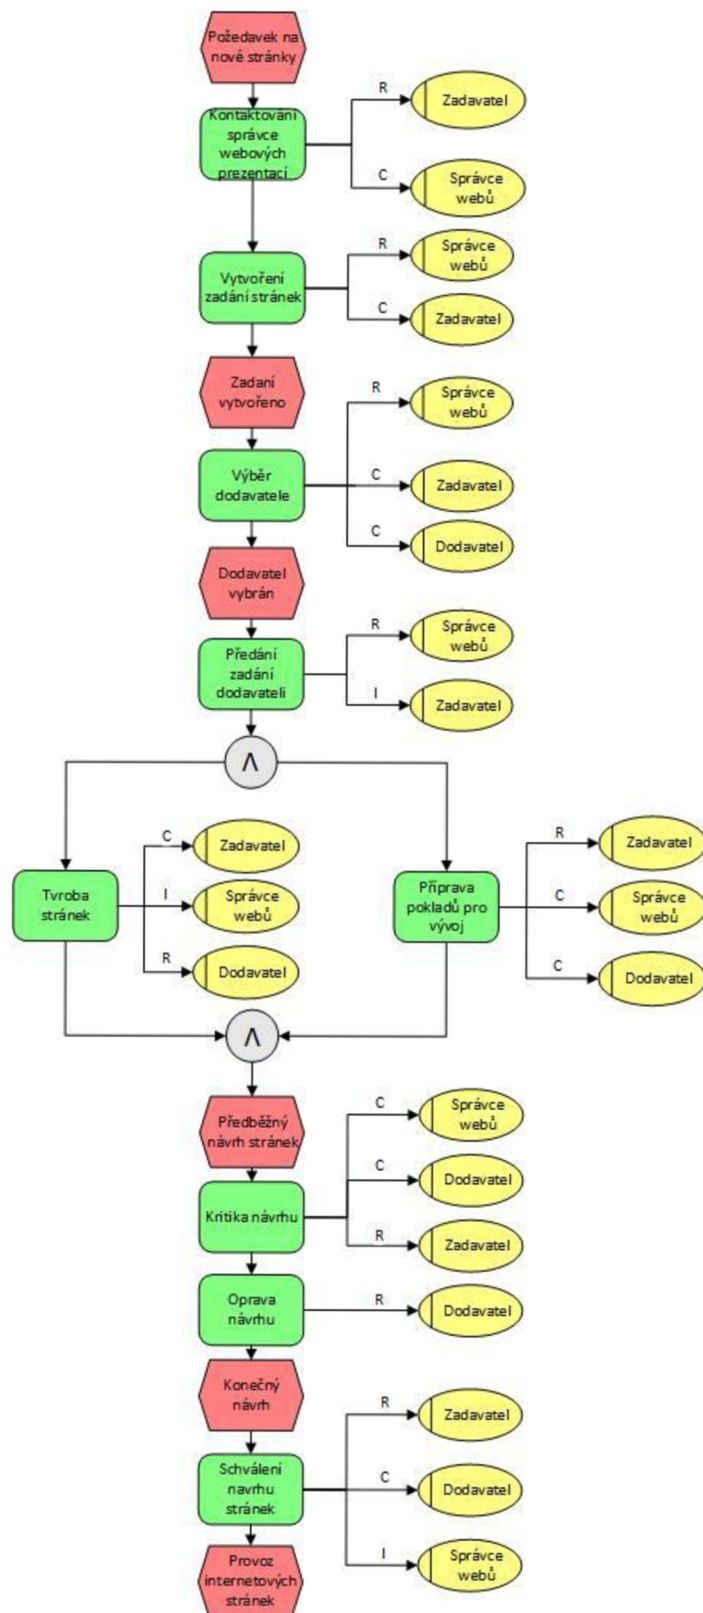 Požedavek na
nové stránky
R
Zadavatel
Kontaktování
správce
webových
prezentací
C
Správce
webů
R
Správce
webů
Vytvoření
zadání stránek
C
Zadavatel
Zadaní
vytvořeno
R
Správce
webů
Výběr
dodavatele
C
Zadavatel
C
Dodavatel
Dodavatel
vybrán
R
Správce
webů
Předání
zadání
dodavateli
I
Zadavatel
Λ
C
Zadavatel
Tvroba
stránek
I
Správce
webů
R
Dodavatel
R
Zadavatel
Příprava
pokladů pro
vývoj
C
Správce
webů
C
Dodavatel
Λ
Předběžný
návrh stránek
C
Správce
webů
C
Dodavatel
Kritika návrhu
R
Zadavatel
Oprava
návrhu
R
Dodavatel
Konečný
návrh
R
Zadavatel
Schválení
navrhu
stránek
C
Dodavatel
I
Správce
webů
Provoz
internetových
stránek